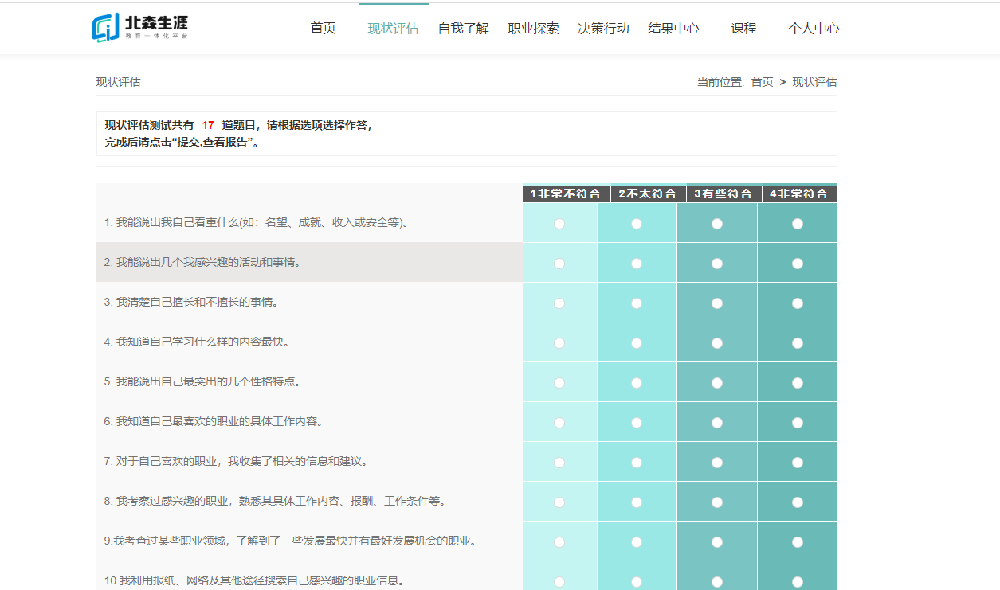 北森生涯
教育一体化平台
首页 现状评估 自我了解 职业探索 决策行动 结果中心 课程 个人中心
现状评估 当前位置: 首页 > 现状评估
现状评估测试共有 17 道题目，请根据选项选择作答，
完成后请点击“提交,查看报告”。
1非常不符合 2不太符合 3有些符合 4非常符合
1. 我能说出我自己看重什么(如：名望、成就、收入或安全等)。
2. 我能说出几个我感兴趣的活动和事情。
3. 我清楚自己擅长和不擅长的事情。
4. 我知道自己学习什么样的内容最快。
5. 我能说出自己最突出的几个性格特点。
6. 我知道自己最喜欢的职业的具体工作内容。
7. 对于自己喜欢的职业，我收集了相关的信息和建议。
8. 我考察过感兴趣的职业，熟悉其具体工作内容、报酬、工作条件等。
9.我考查过某些职业领域，了解到了一些发展最快并有最好发展机会的职业。
10.我利用报纸、网络及其他途径搜索自己感兴趣的职业信息。